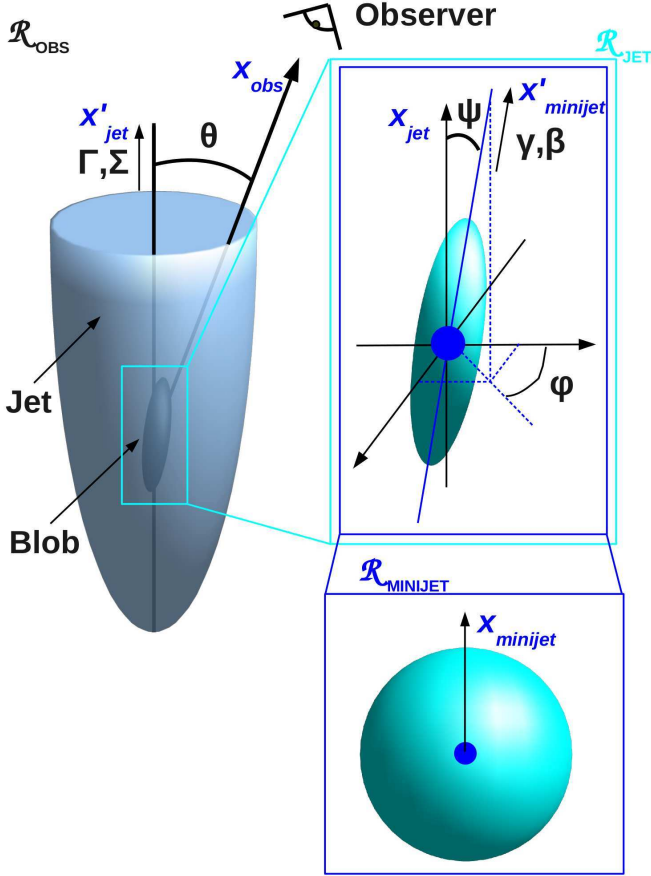 Observer
ℛOBS
ℛJET
xobs
x'jet
θ
Γ,Σ
xjet
ψ
x'minijet
γ,β
φ
Jet
Blob
ℛMINIJET
xminijet